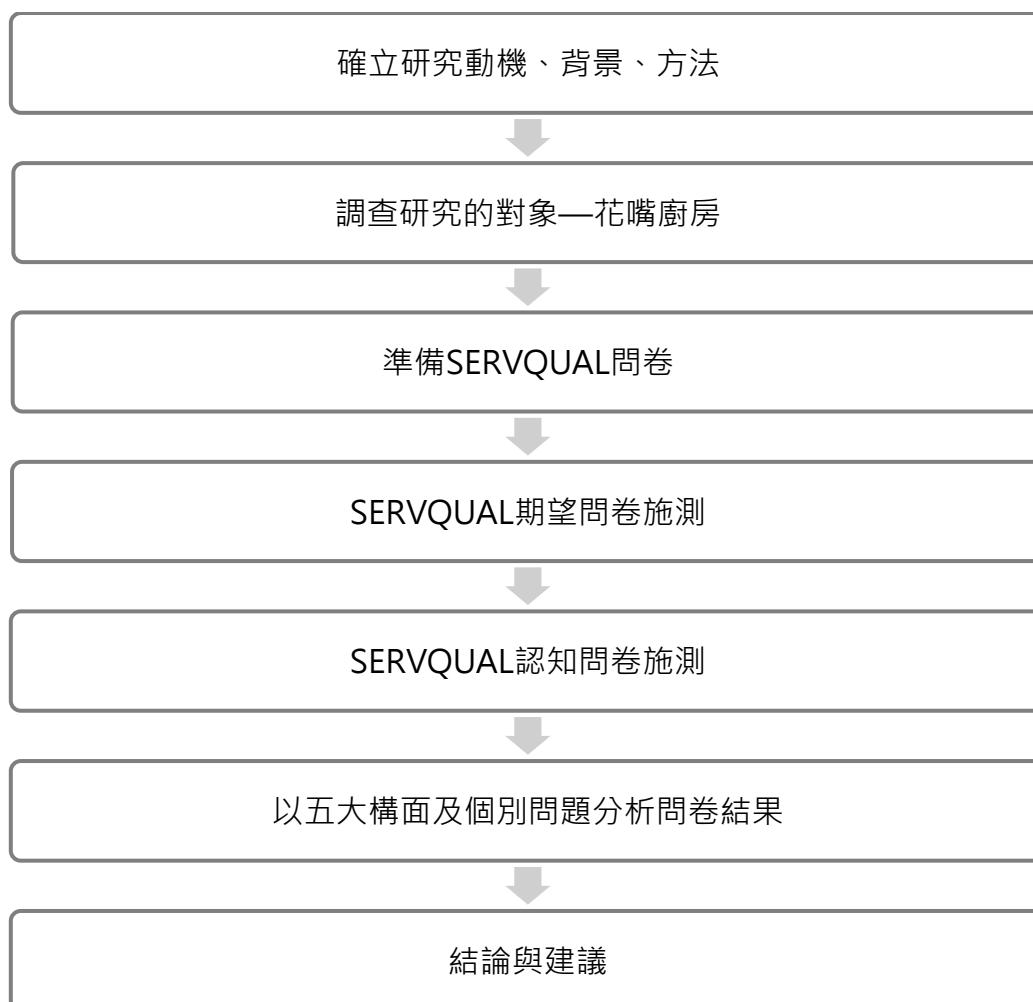 確立研究動機、背景、方法
調查研究的對象—花嘴廚房
準備SERVQUAL問卷
SERVQUAL期望問卷施測
SERVQUAL認知問卷施測
以五大構面及個別問題分析問卷結果
結論與建議